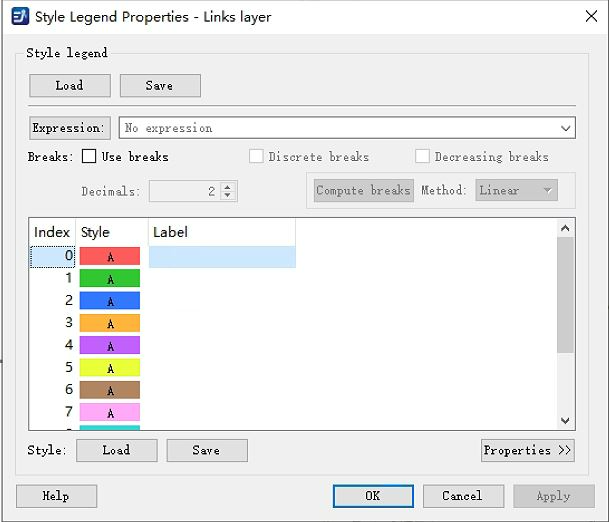 Style Legend Properties - Links layer
Style legend
Load Save
Expression: No expression
Breaks: Use breaks Discrete breaks Decreasing breaks
Decimals: 2 Compute breaks Method: Linear
Index Style Label
0 A
1 A
2 A
3 A
4 A
5 A
6 A
7 A
Style: Load Save Properties >>
Help OK Cancel Apply